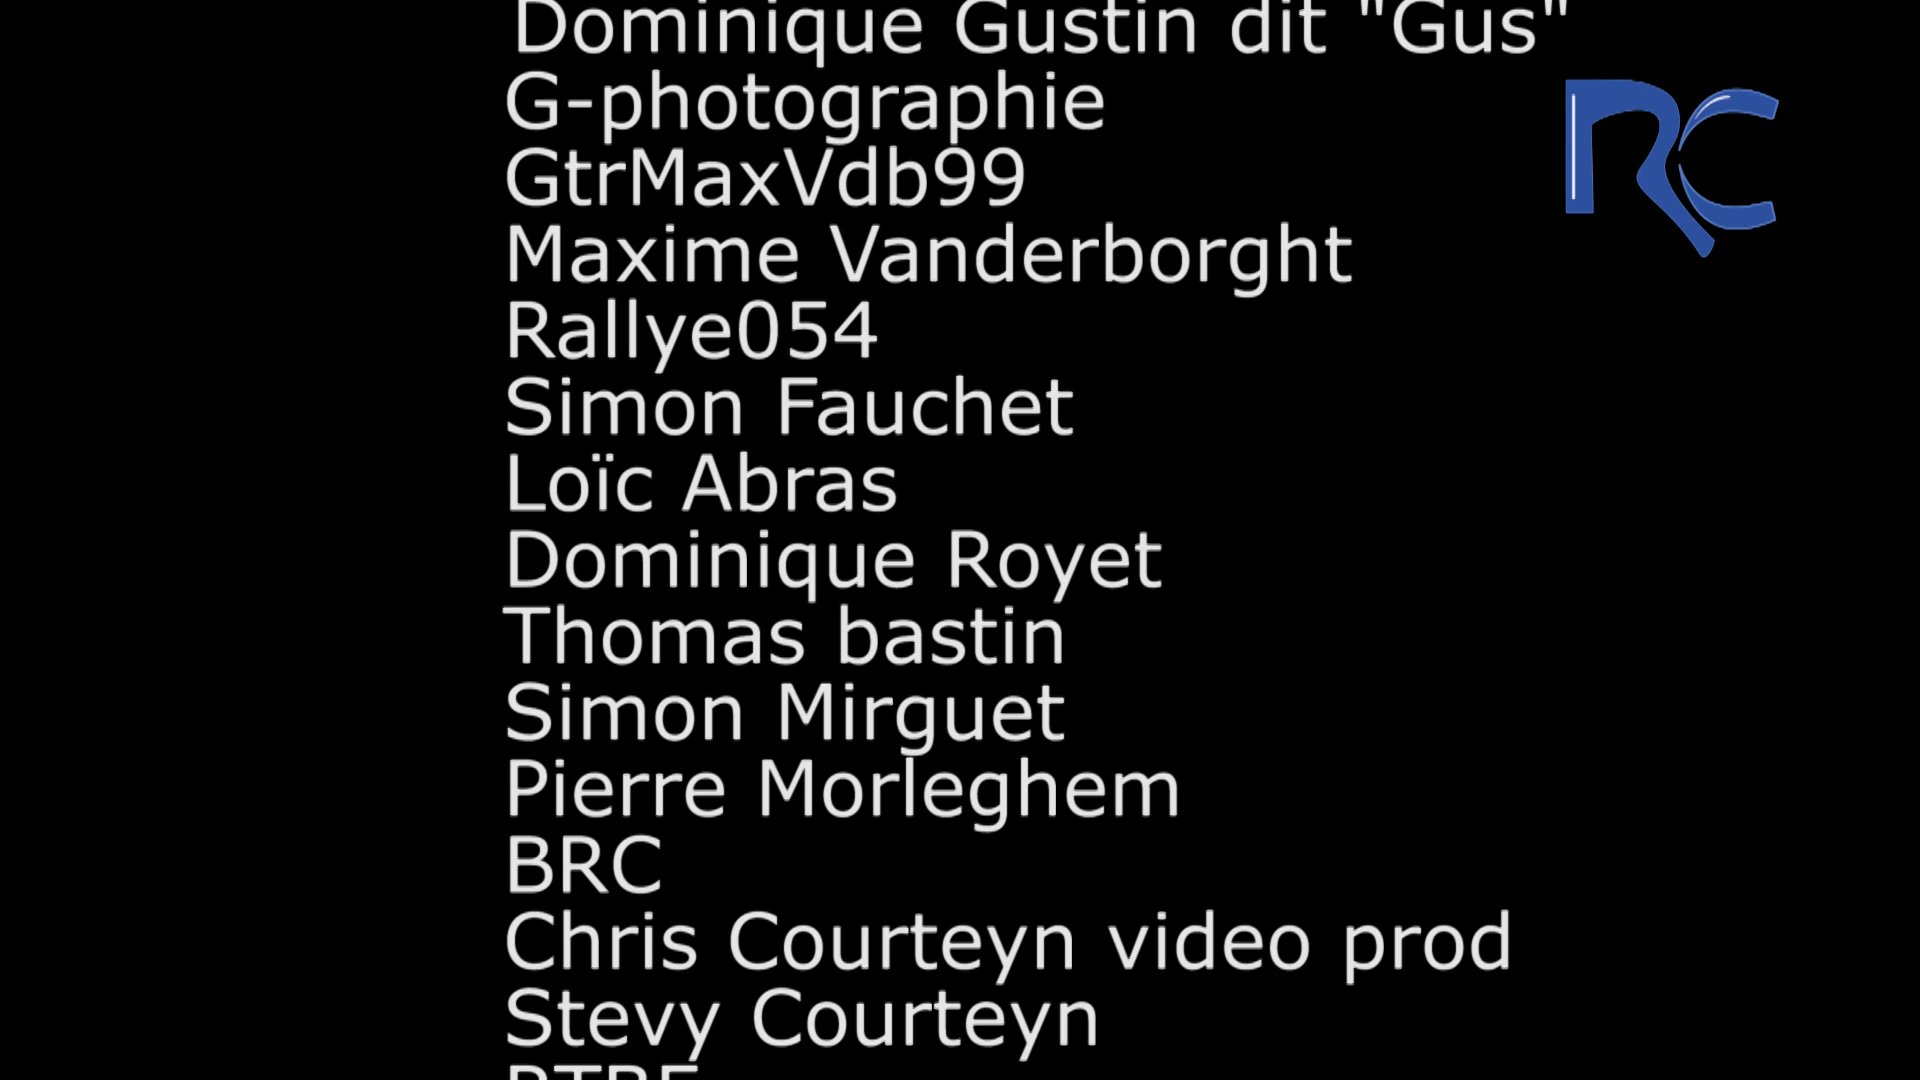 Dominique Gustin dit "Gus"
RC
G-photographie
GtrMaxVdb99
Maxime Vanderborght
Rallye054
Simon Fauchet
Loïc Abras
Dominique Royet
Thomas bastin
Simon Mirguet
Pierre Morleghem
BRC
Chris Courteyn video prod
Stevy Courteyn